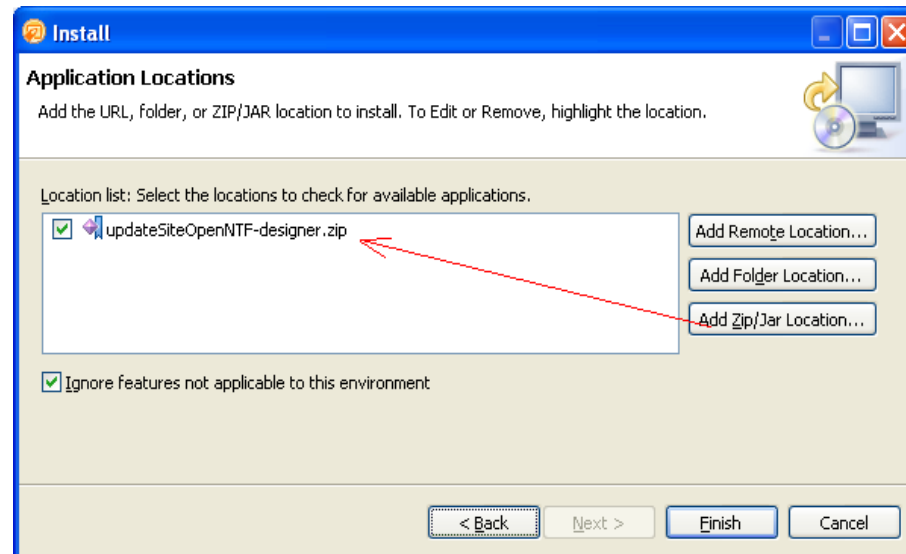 Install
Application Locations
Add the URL, folder, or ZIP/JAR location to install. To Edit or Remove, highlight the location.
Location list: Select the locations to check for available applications.
updateSiteOpenNTF-designer.zip
Add Remote Location...
Add Folder Location...
Add Zip/Jar Location...
Ignore features not applicable to this environment
< Back Next > Finish Cancel